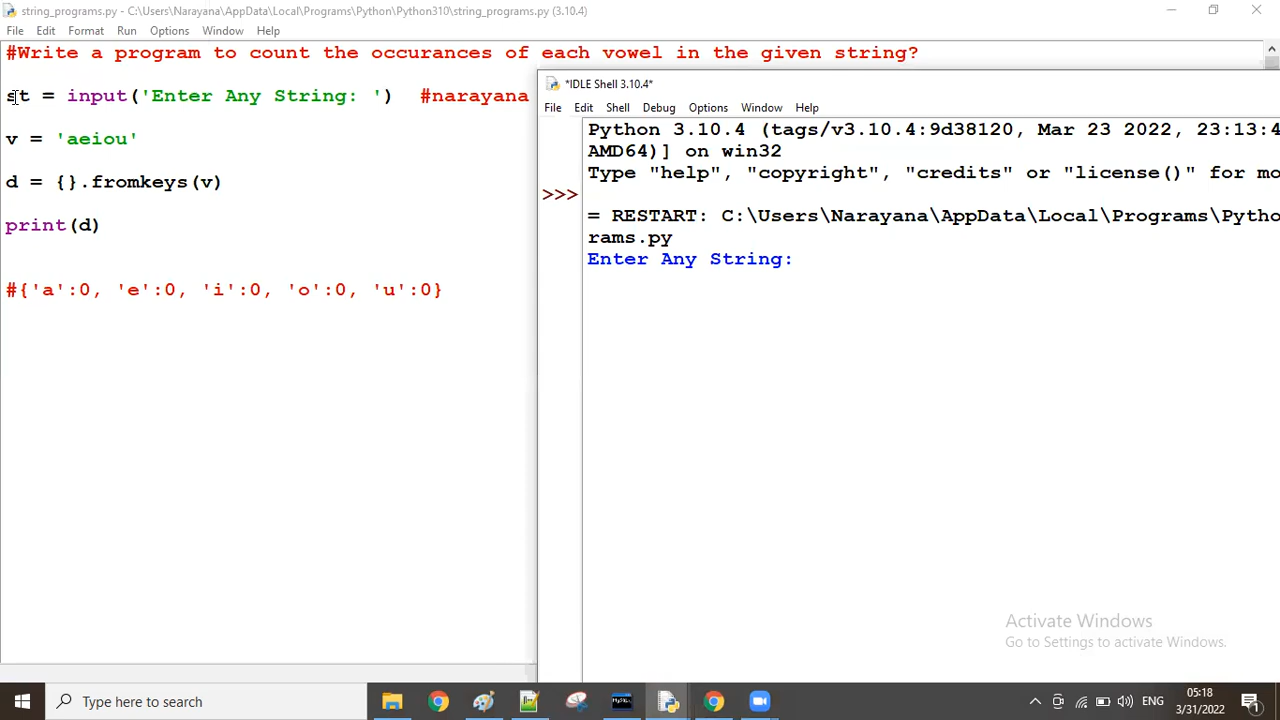 string_programs.py - C:\Users\Narayana\AppData\Local\Programs\Python\Python310\string_programs.py (3.10.4)
File Edit Format Run Options Window Help
#Write a program to count the occurances of each vowel in the given string?
st = input('Enter Any String: ') #narayana
v = 'aeiou'
d = {}.fromkeys(v)
print(d)
#{'a':0, 'e':0, 'i':0, 'o':0, 'u':0}
*IDLE Shell 3.10.4*
File Edit Shell Debug Options Window Help
Python 3.10.4 (tags/v3.10.4:9d38120, Mar 23 2022, 23:13:4
AMD64)] on win32
Type "help", "copyright", "credits" or "license()" for mo
>>>
= RESTART: C:\Users\Narayana\AppData\Local\Programs\Pytho
rams.py
Enter Any String:
Activate Windows
Go to Settings to activate Windows.
Type here to search
ENG
05:18
3/31/2022
1